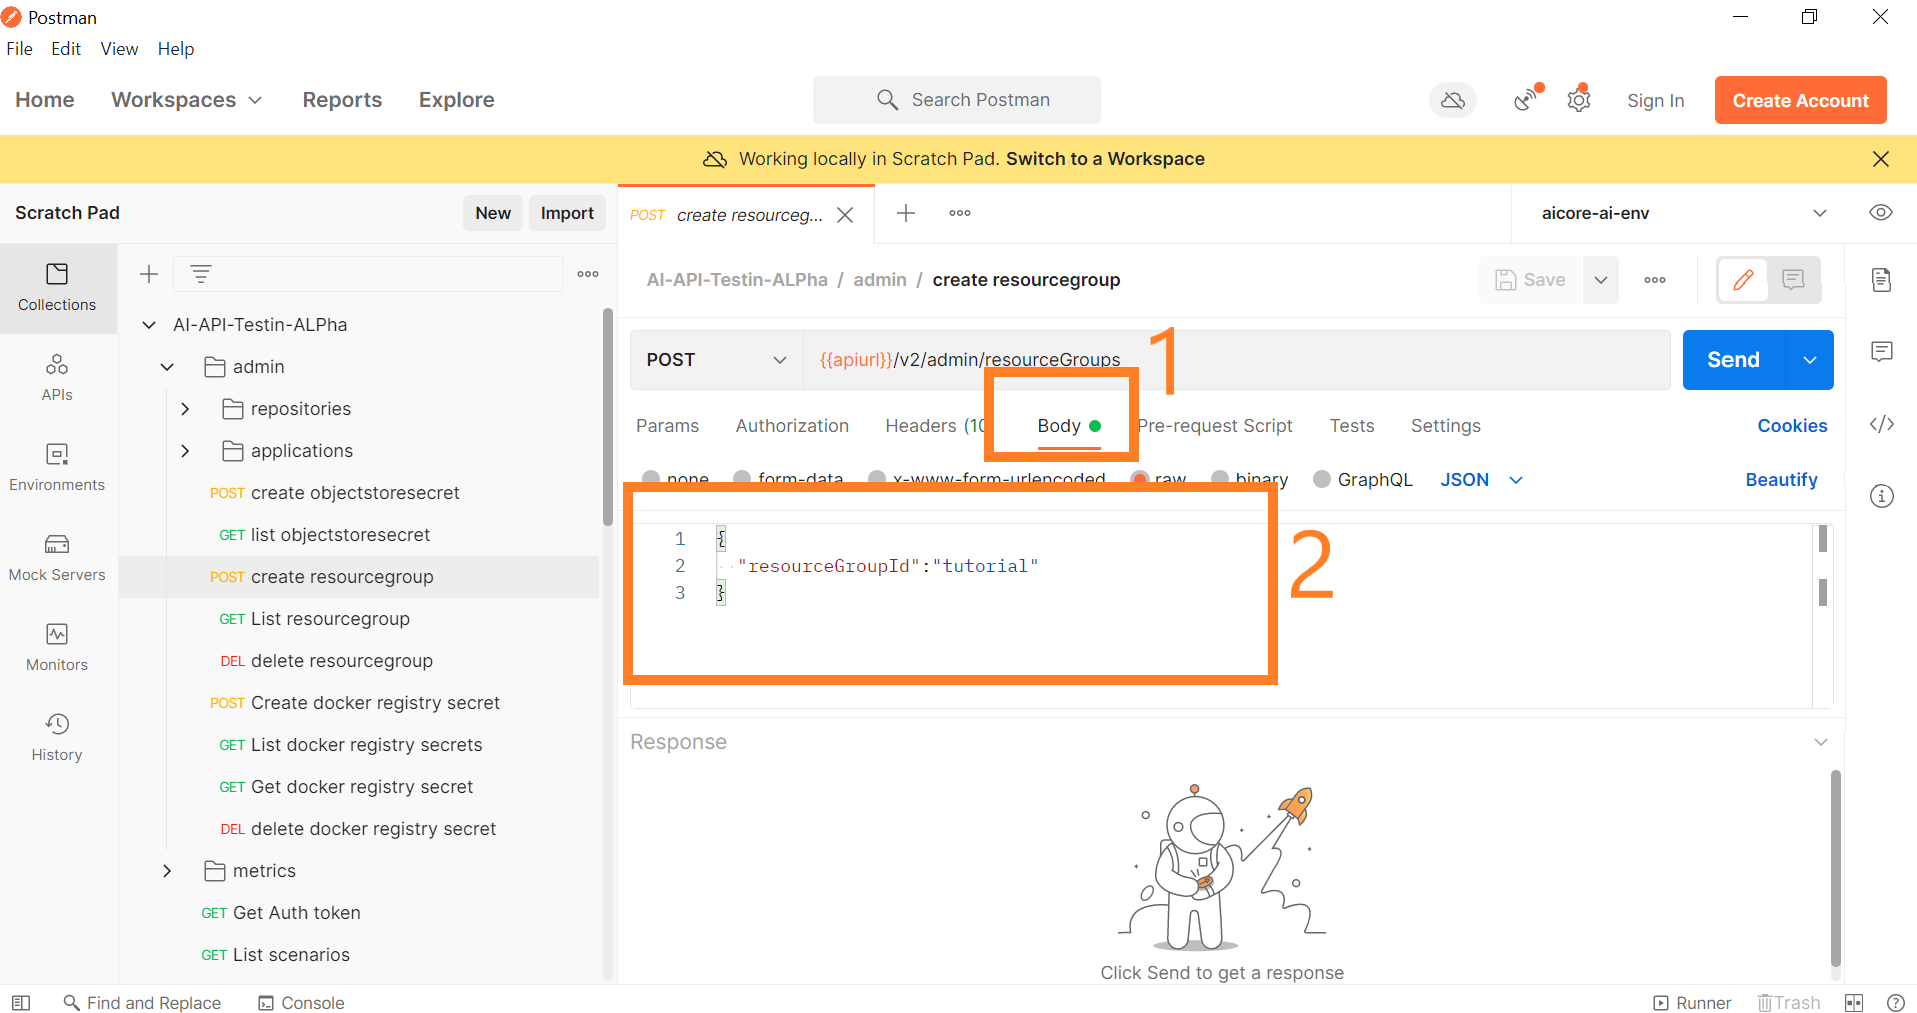 Postman
File Edit View Help
Home Workspaces Reports Explore Search Postman Sign In Create Account
Working locally in Scratch Pad. Switch to a Workspace
Scratch Pad New Import
POST create resourceg... aicore-ai-env
Collections
APIs
Environments
Mock Servers
Monitors
History
AI-API-Testin-ALPha
admin
repositories
applications
POST create objectstoresecret
GET list objectstoresecret
POST create resourcegroup
GET List resourcegroup
DEL delete resourcegroup
POST Create docker registry secret
GET List docker registry secrets
GET Get docker registry secret
DEL delete docker registry secret
metrics
GET Get Auth token
GET List scenarios
AI-API-Testin-ALPha / admin / create resourcegroup Save
POST {{apiurl}}/v2/admin/resourceGroups Send
1
Params Authorization Headers (10 Body Pre-request Script Tests Settings Cookies
none form-data x-www-form-urlencoded raw binary GraphQL JSON Beautify
1 {
2 "resourceGroupId":"tutorial"
3 }
2
Response
Click Send to get a response
Find and Replace Console Runner Trash